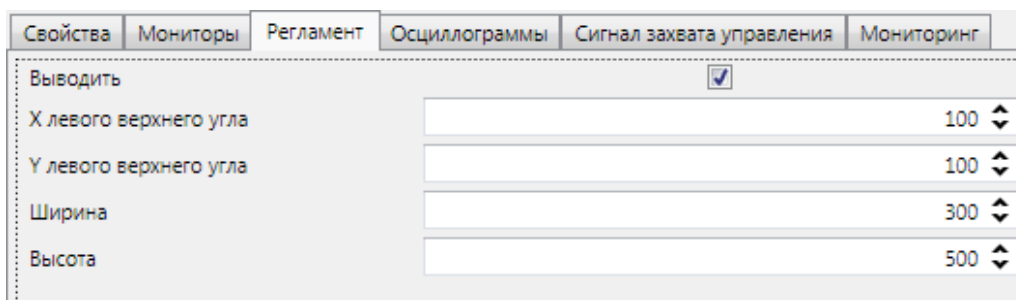 Свойства Мониторы Регламент Осциллограммы Сигнал захвата управления Мониторинг
Выводить
X левого верхнего угла 100
Y левого верхнего угла 100
Ширина 300
Высота 500